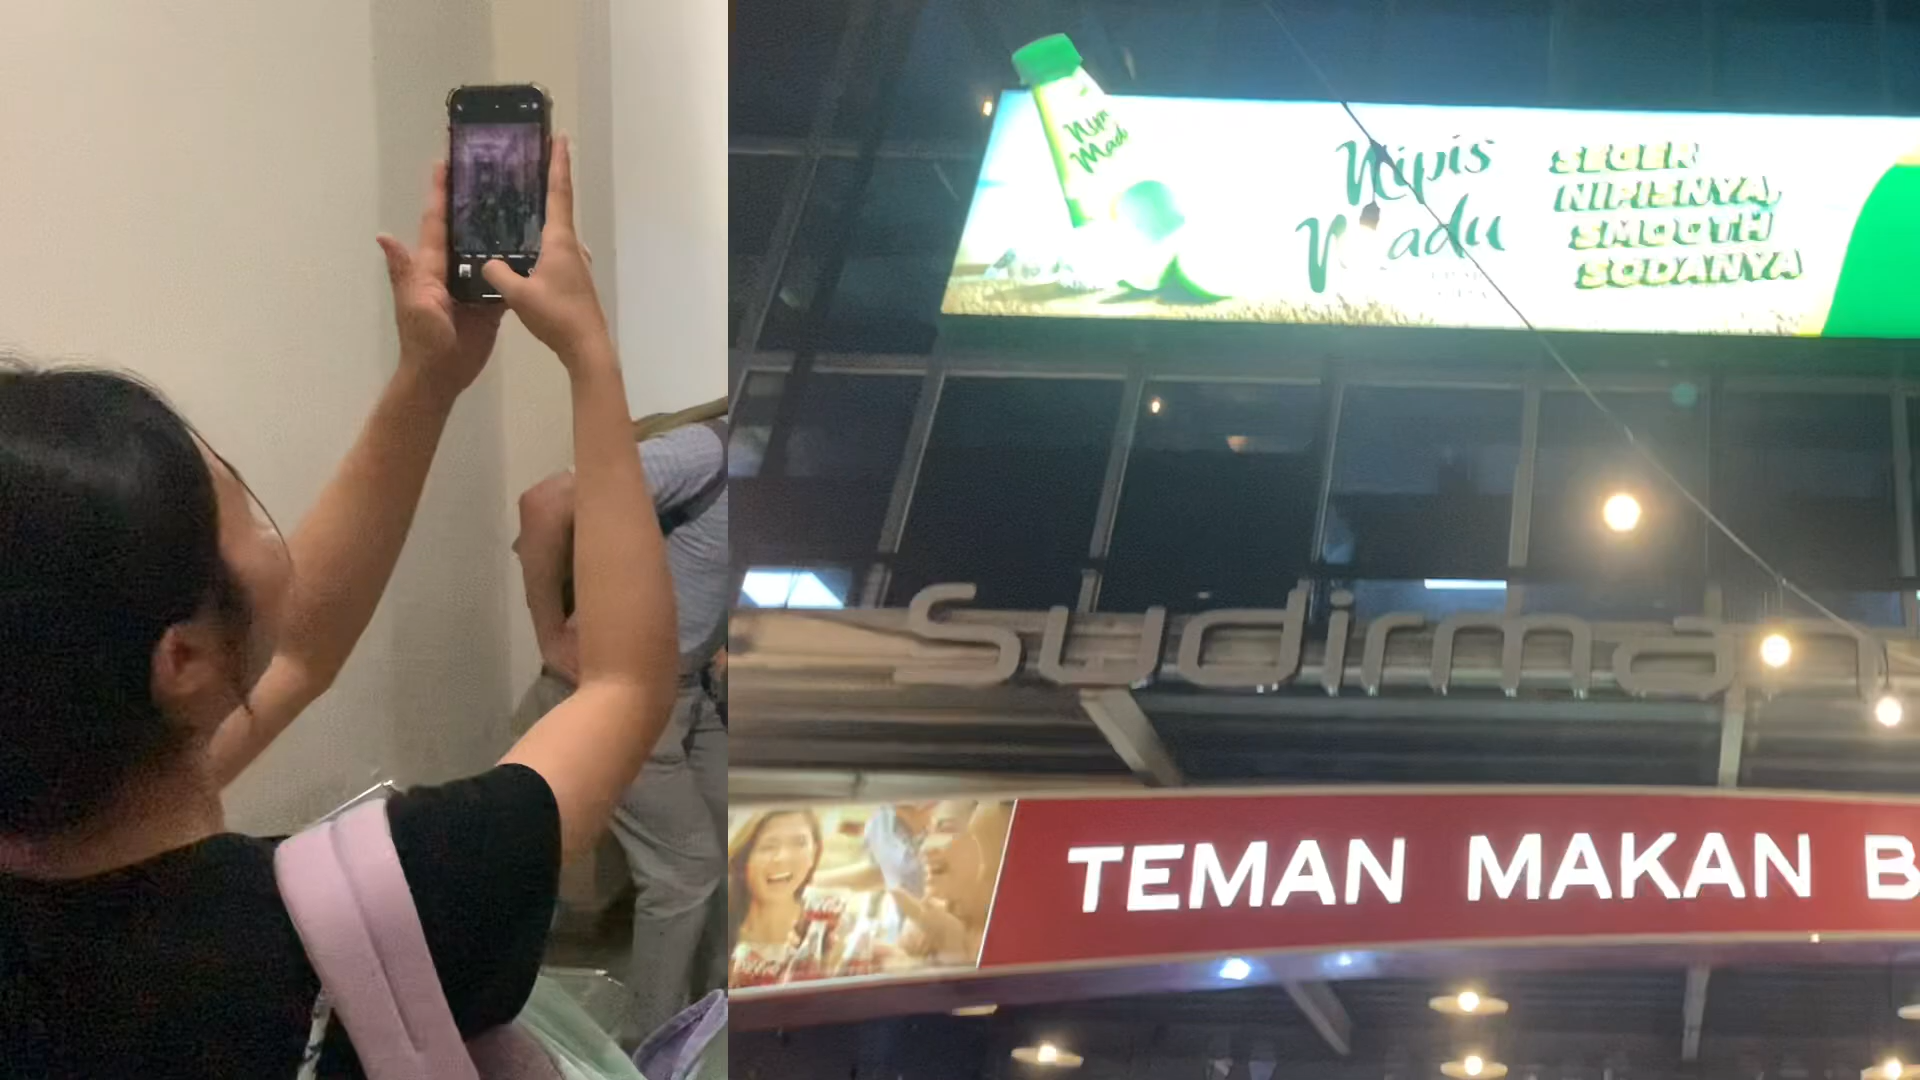 Nipis
Madu
SEGER
NIPISNYA,
SMOOTH
SODANYA
Sudirman
TEMAN MAKAN